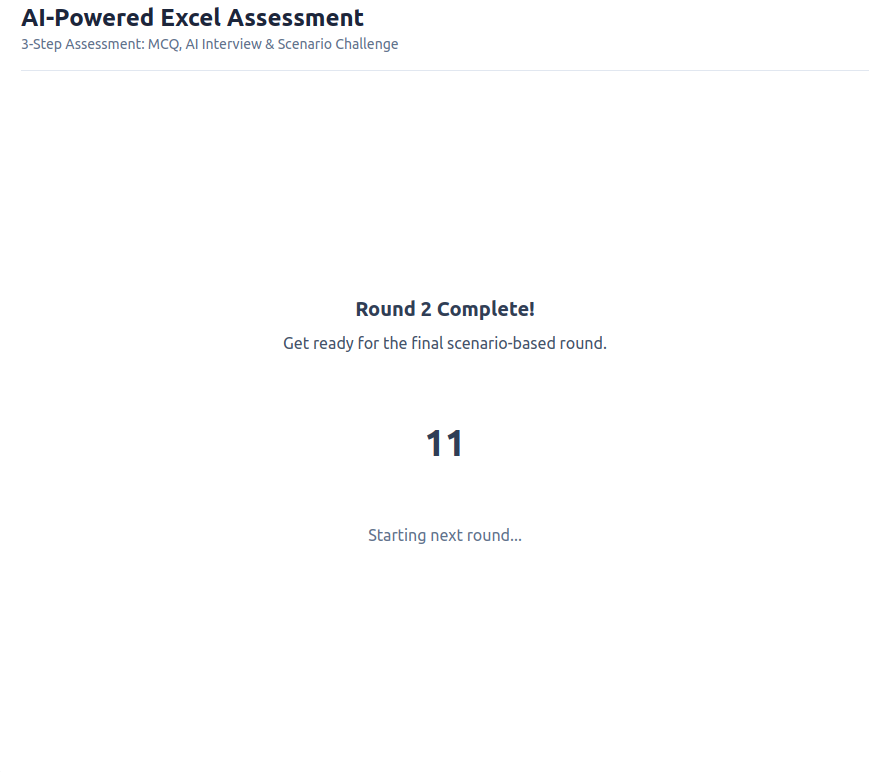 AI-Powered Excel Assessment
3-Step Assessment: MCQ, AI Interview & Scenario Challenge
Round 2 Complete!
Get ready for the final scenario-based round.
11
Starting next round...